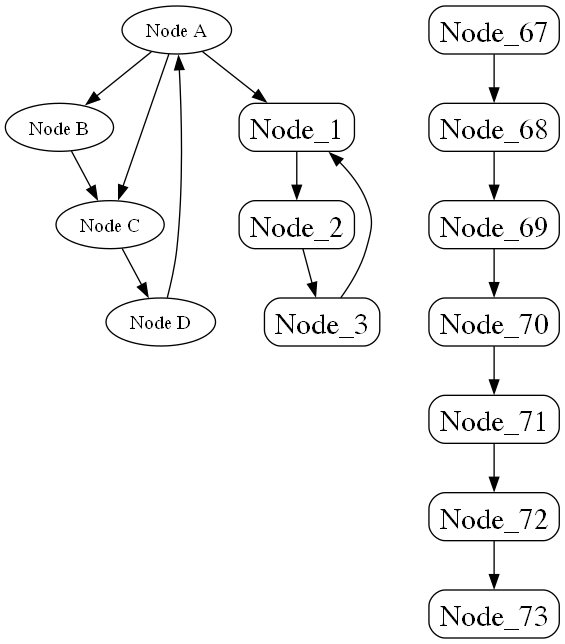 Node A
Node B
Node C
Node D
Node_1
Node_2
Node_3
Node_67
Node_68
Node_69
Node_70
Node_71
Node_72
Node_73